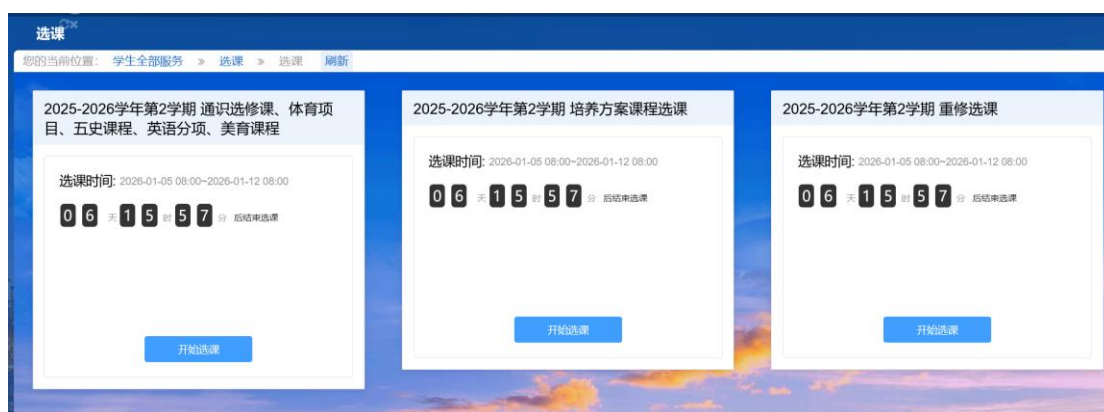 选课
您的当前位置： 学生全部服务 » 选课 » 选课 刷新
2025-2026学年第2学期 通识选修课、体育项
目、五史课程、英语分项、美育课程
选课时间: 2026-01-05 08:00~2026-01-12 08:00
06 天 15 时 57 分 后结束选课
开始选课
2025-2026学年第2学期 培养方案课程选课
选课时间: 2026-01-05 08:00~2026-01-12 08:00
06 天 15 时 57 分 后结束选课
开始选课
2025-2026学年第2学期 重修选课
选课时间: 2026-01-05 08:00~2026-01-12 08:00
06 天 15 时 57 分 后结束选课
开始选课